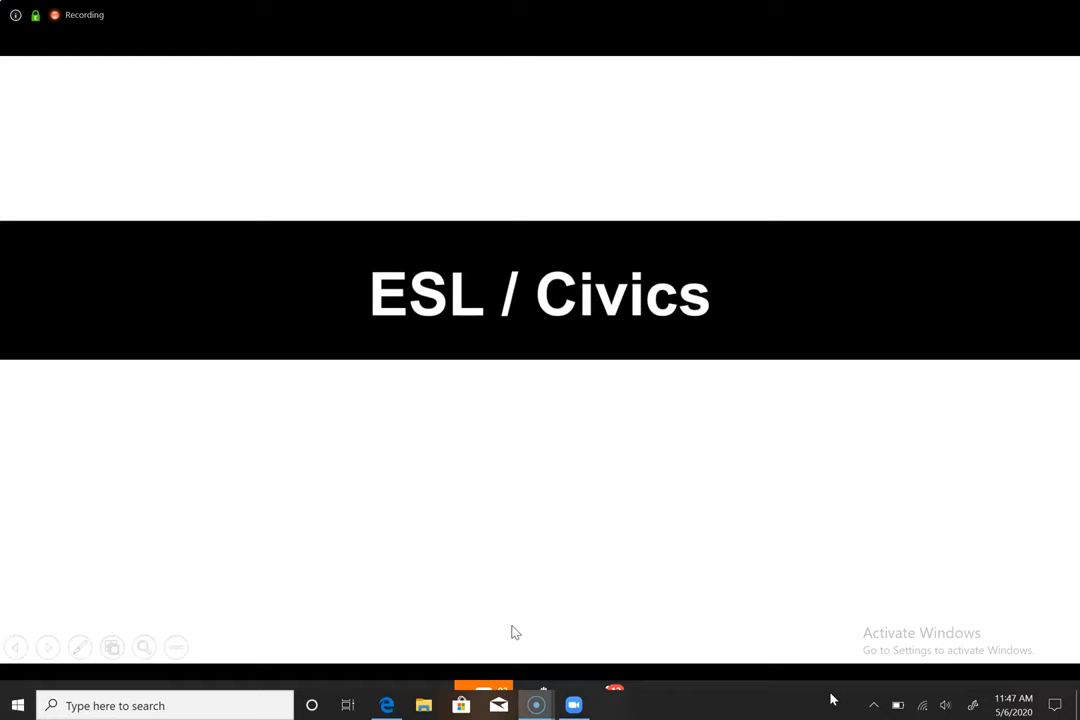 Recording
ESL / Civics
Activate Windows
Go to Settings to activate Windows.
Type here to search
11:47 AM
5/6/2020